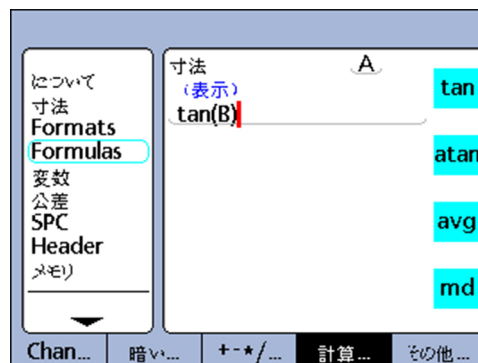 について
寸法
Formats
Formulas
変数
公差
SPC
Header
メモリ
寸法
A
(表示)
tan(B)
tan
atan
avg
md
Chan...
暗い...
+-*/...
計算...
その他...